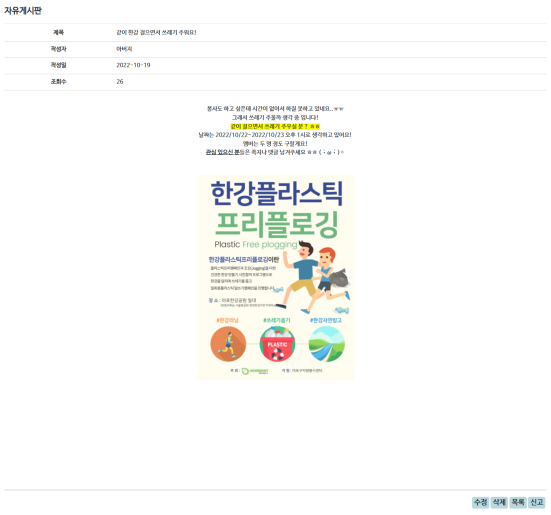 자유게시판
제목 같이 한강 걸으면서 쓰레기 주워요!
작성자 아버지
작성일 2022-10-19
조회수 26
봉사도 하고 싶은데 시간이 없어서 하질 못하고 있네요..ㅠㅠ
그래서 쓰레기 주울까 생각 중 입니다!
같이 걸으면서 쓰레기 주우실 분? ㅎㅎ
날짜는 2022/10/22~2022/10/23 오후 1시로 생각하고 있어요!
멤버는 두 명 정도 구할게요!
관심 있으신 분들은 쪽지나 댓글 남겨주세요 ㅎㅎ
한강플라스틱
프리플로깅
Plastic Free plogging
한강플라스틱프리플로깅이란
장 소 : 마포한강공원 일대
#한강러닝 #쓰레기줍기 #한강자연탐고
PLASTIC
수정 삭제 목록 신고